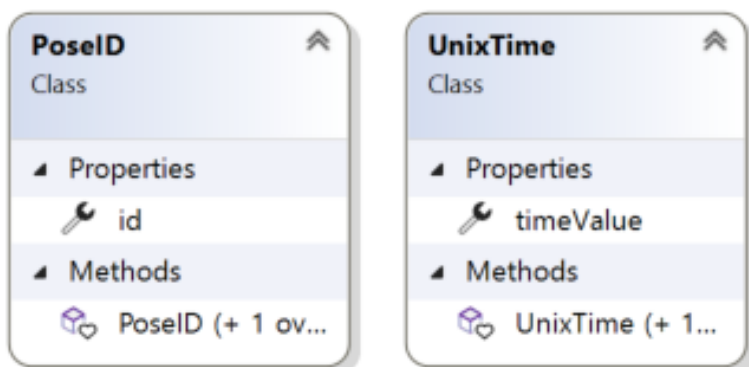 PoseID
Class
Properties
id
Methods
PoseID (+ 1 ov...
UnixTime
Class
Properties
timeValue
Methods
UnixTime (+ 1...